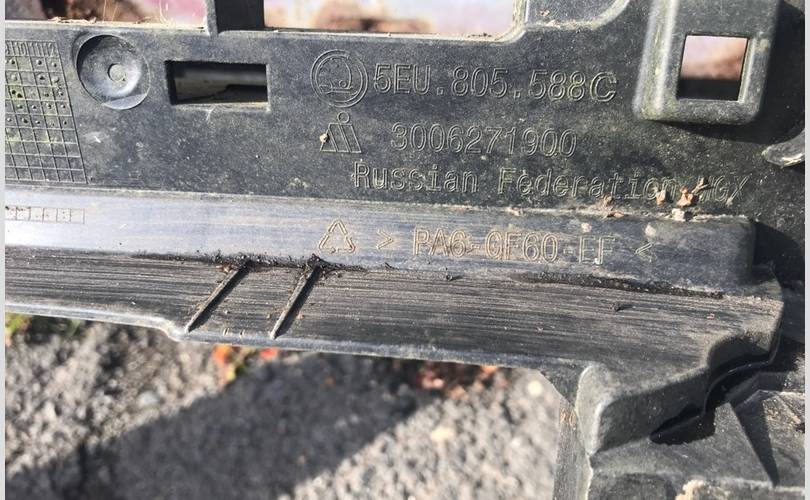 5EU.805.588C
3006271900
Russian Federation
> PA6-GF60 EF <